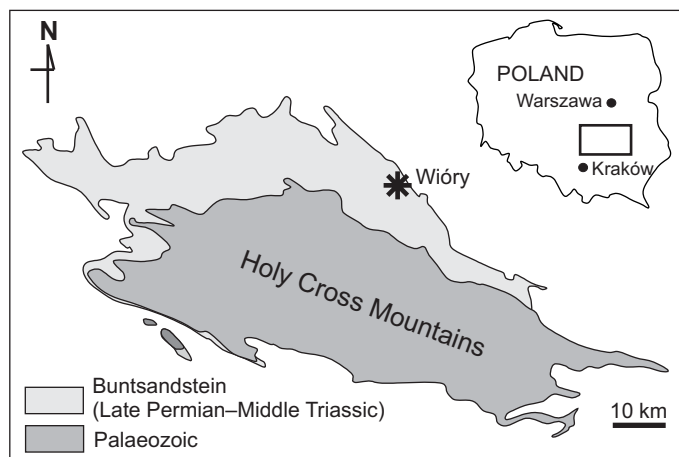 N
POLAND
Warszawa
Kraków
Wióry
Holy Cross Mountains
Buntsandstein
(Late Permian–Middle Triassic)
Palaeozoic
10 km